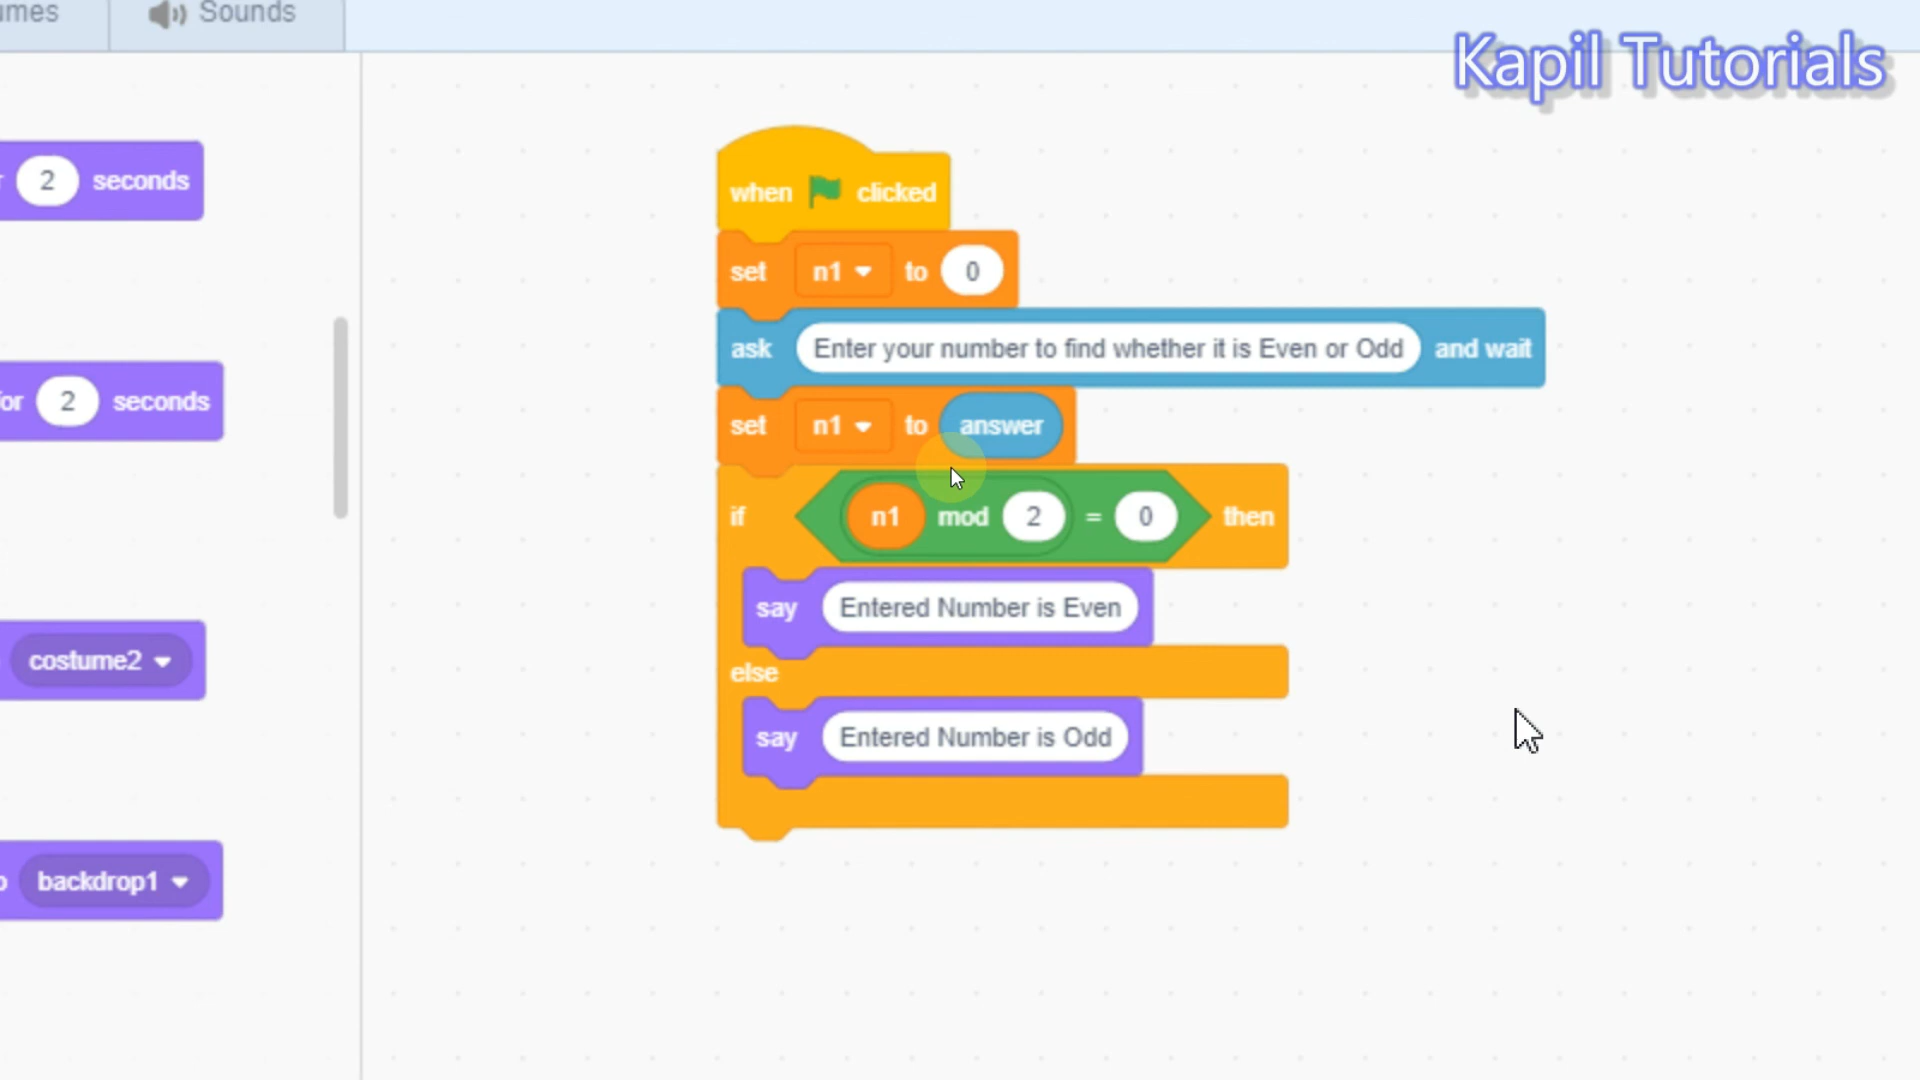 Sounds
Kapil Tutorials
2 seconds
2 seconds
costume2
backdrop1
when clicked
set n1 to 0
ask Enter your number to find whether it is Even or Odd and wait
set n1 to answer
if n1 mod 2 = 0 then
say Entered Number is Even
else
say Entered Number is Odd